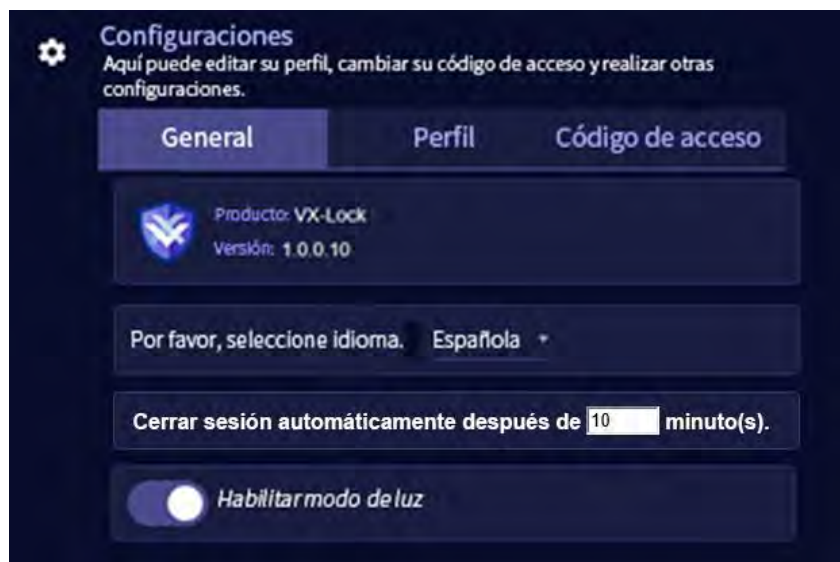 Configuraciones
Aquí puede editar su perfil, cambiar su código de acceso y realizar otras
configuraciones.
General Perfil Código de acceso
Producto: VX-Lock
Versión: 1.0.0.10
Por favor, seleccione idioma. Española
Cerrar sesión automáticamente después de 10 minuto(s).
Habilitar modo de luz